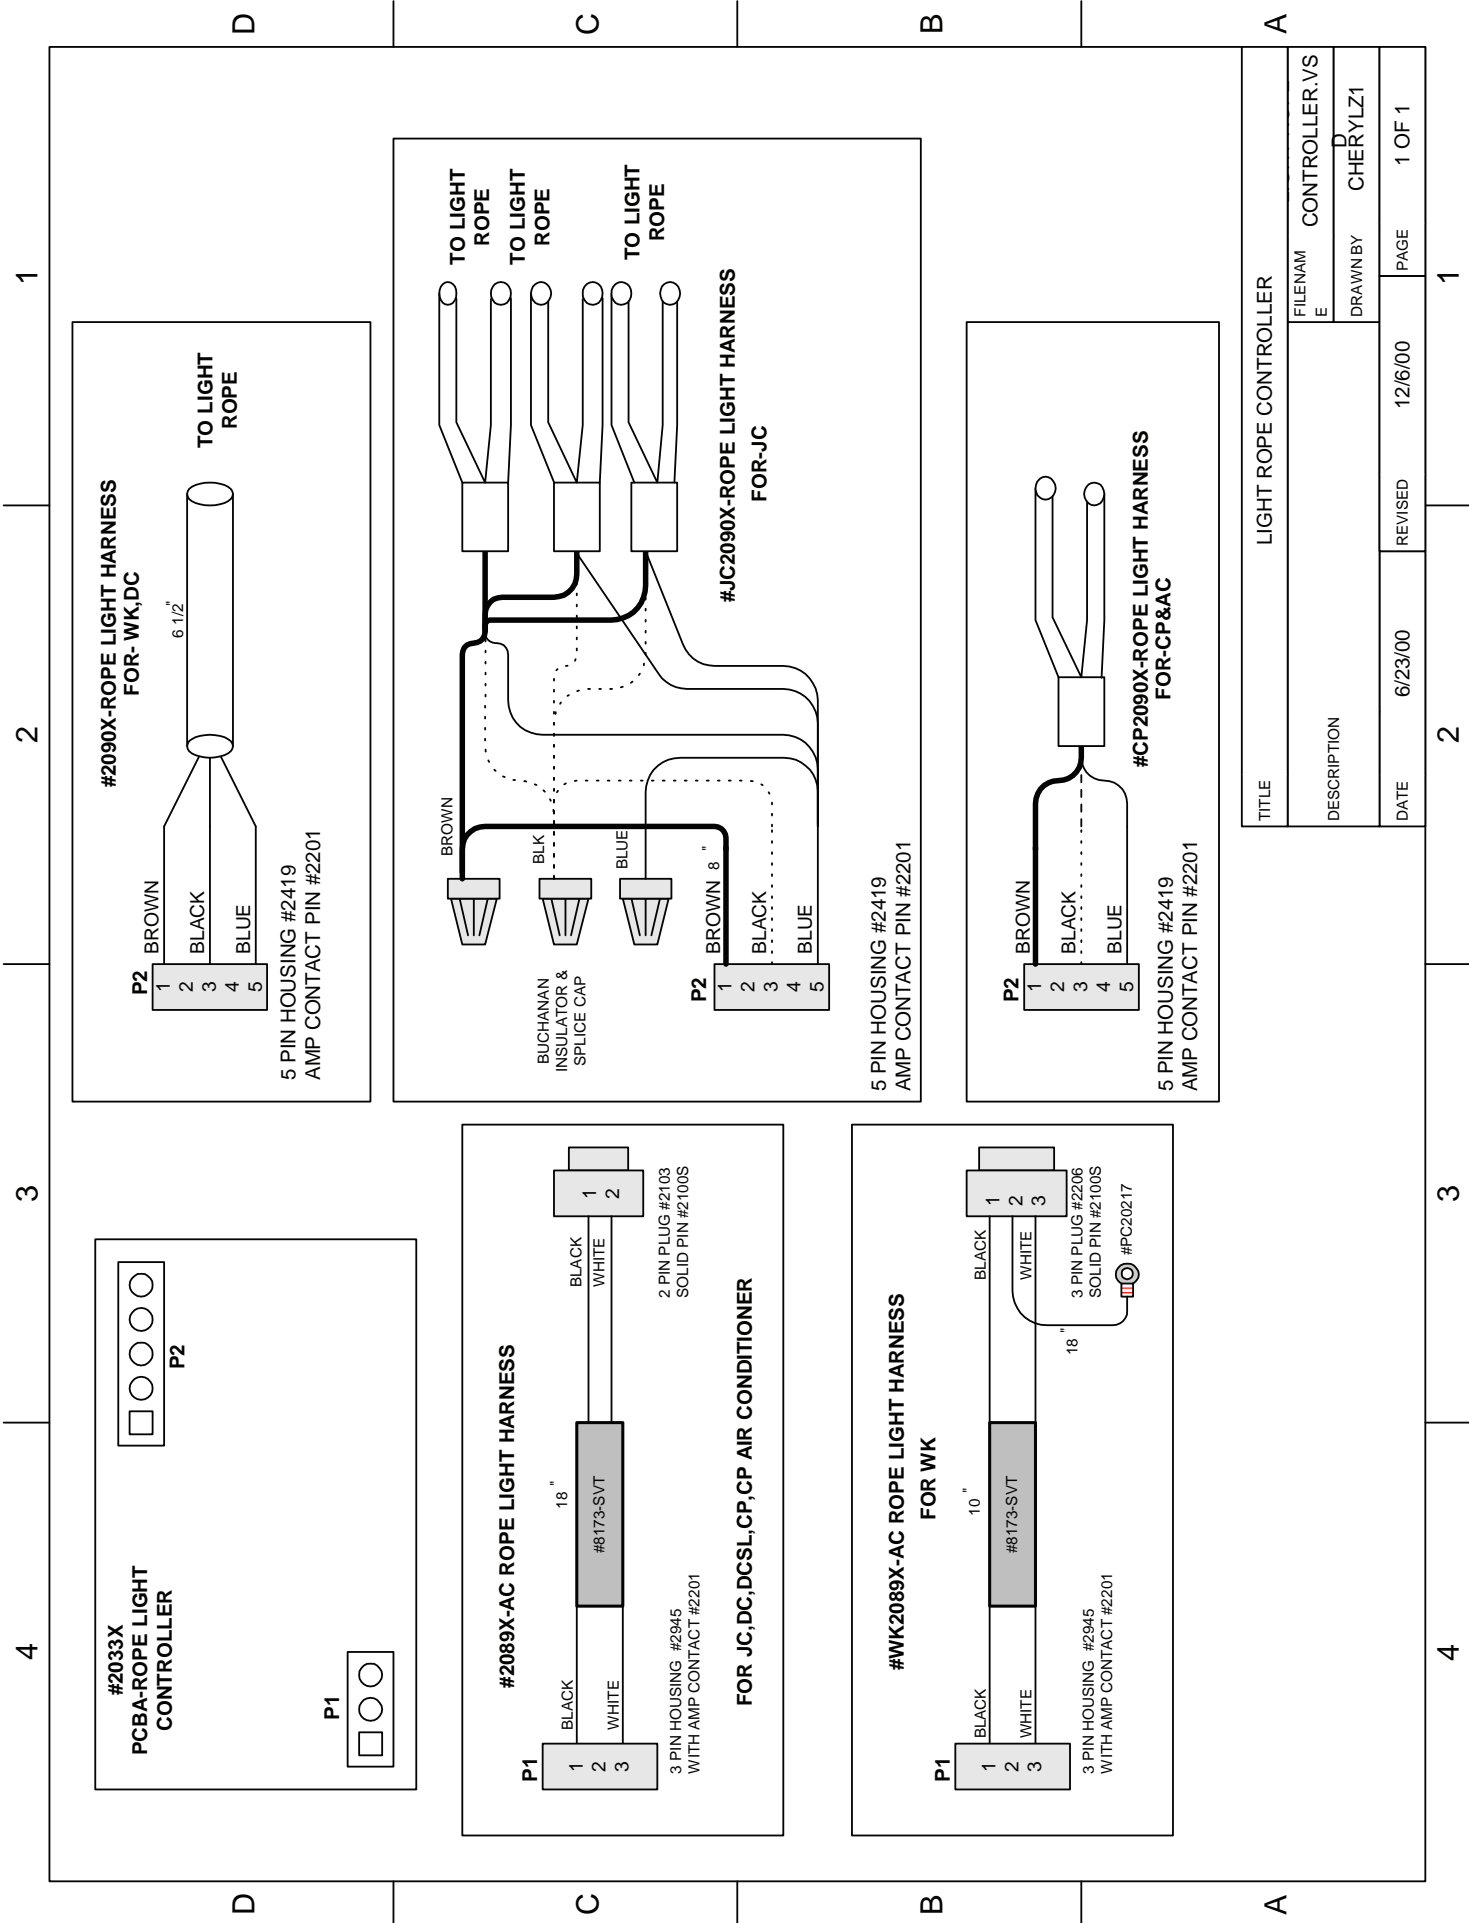 4
3
2
1
D
C
B
A
#2033X
PCBA-ROPE LIGHT
CONTROLLER
P1
P2
#2090X-ROPE LIGHT HARNESS
FOR- WK,DC
6 1/2"
TO LIGHT
ROPE
P2
1
2
3
4
5
BROWN
BLACK
BLUE
5 PIN HOUSING #2419
AMP CONTACT PIN #2201
#2089X-AC ROPE LIGHT HARNESS
18 "
#8173-SVT
P1
1
2
3
BLACK
WHITE
BLACK
WHITE
1
2
3 PIN HOUSING #2945
WITH AMP CONTACT #2201
2 PIN PLUG #2103
SOLID PIN #2100S
FOR JC,DC,DCSL,CP,CP AIR CONDITIONER
BROWN
BLK
BLUE
BUCHANAN
INSULATOR &
SPLICE CAP
TO LIGHT
ROPE
TO LIGHT
ROPE
TO LIGHT
ROPE
#JC2090X-ROPE LIGHT HARNESS
FOR-JC
P2
1
2
3
4
5
BROWN 8 "
BLACK
BLUE
5 PIN HOUSING #2419
AMP CONTACT PIN #2201
#WK2089X-AC ROPE LIGHT HARNESS
FOR WK
10 "
#8173-SVT
P1
1
2
3
BLACK
WHITE
BLACK
WHITE
1
2
3
18 "
3 PIN HOUSING #2945
WITH AMP CONTACT #2201
3 PIN PLUG #2206
SOLID PIN #2100S
#PC20217
P2
1
2
3
4
5
BROWN
BLACK
BLUE
#CP2090X-ROPE LIGHT HARNESS
FOR-CP&AC
5 PIN HOUSING #2419
AMP CONTACT PIN #2201
TITLE
LIGHT ROPE CONTROLLER
DESCRIPTION
FILENAM
E
CONTROLLER.VS
D
DRAWN BY
CHERYLZ1
DATE
6/23/00
REVISED
12/6/00
PAGE
1 OF 1
D
C
B
A
4
3
2
1